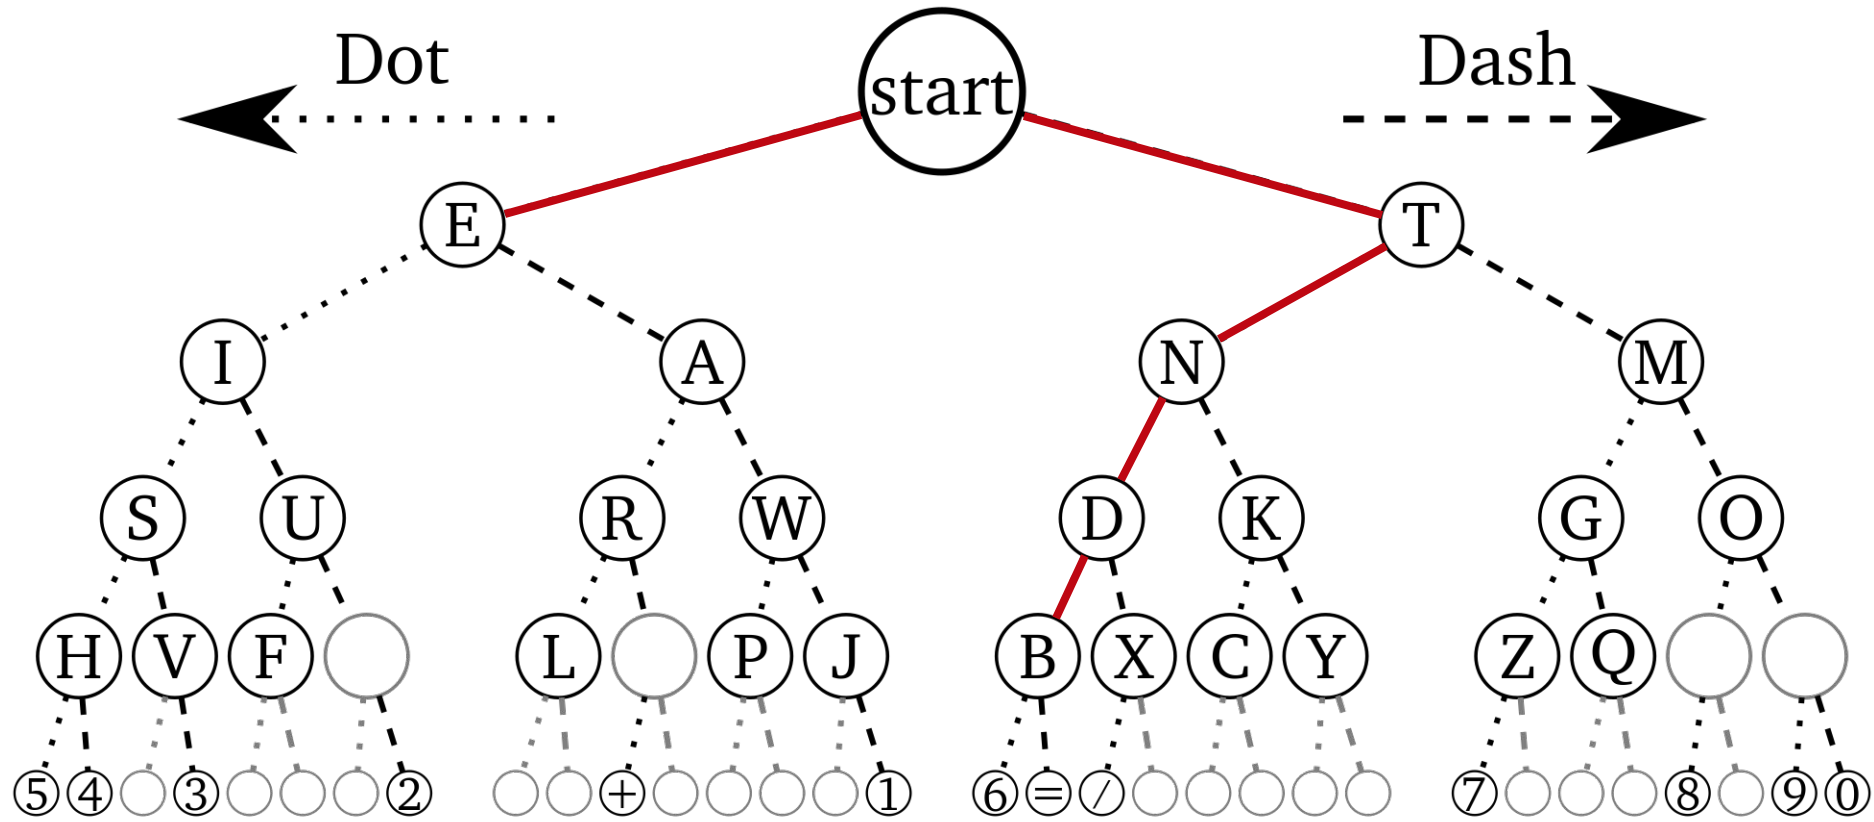 Dot
start
Dash
E T
I A N M
S U R W D K G O
H V F L P J B X C Y Z Q
5 4 3 2 + 1 6 = / 7 8 9 0